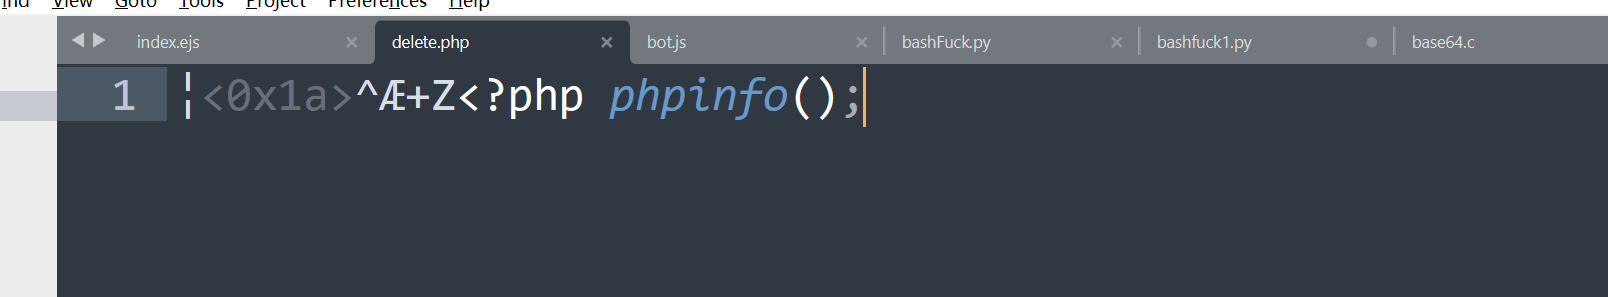 ind View Goto Tools Project Preferences Help
index.ejs delete.php bot.js bashFuck.py bashfuck1.py base64.c
1 ¦<0x1a>^Æ+Z<?php phpinfo();